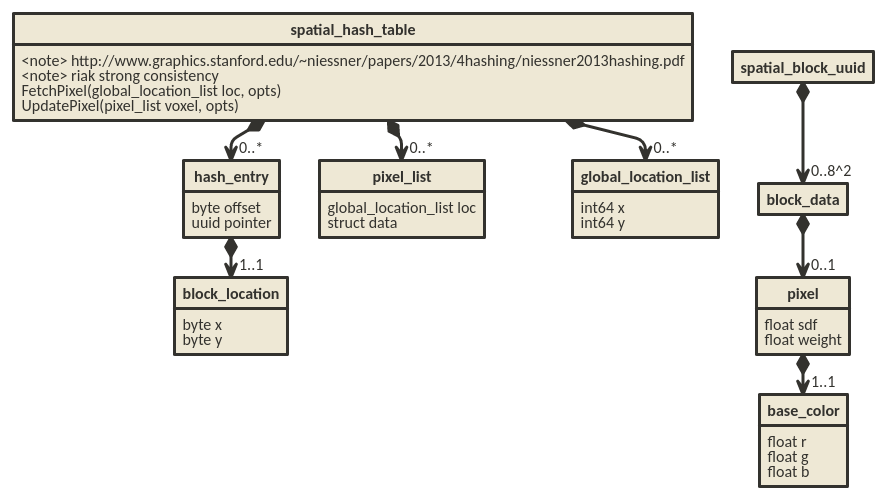 spatial_hash_table
<note> http://www.graphics.stanford.edu/~niessner/papers/2013/4hashing/niessner2013hashing.pdf
<note> riak strong consistency
FetchPixel(global_location_list loc, opts)
UpdatePixel(pixel_list voxel, opts)
spatial_block_uuid
0..*
0..*
0..*
0..8^2
hash_entry
byte offset
uuid pointer
pixel_list
global_location_list loc
struct data
global_location_list
int64 x
int64 y
block_data
1..1
0..1
block_location
byte x
byte y
pixel
float sdf
float weight
1..1
base_color
float r
float g
float b